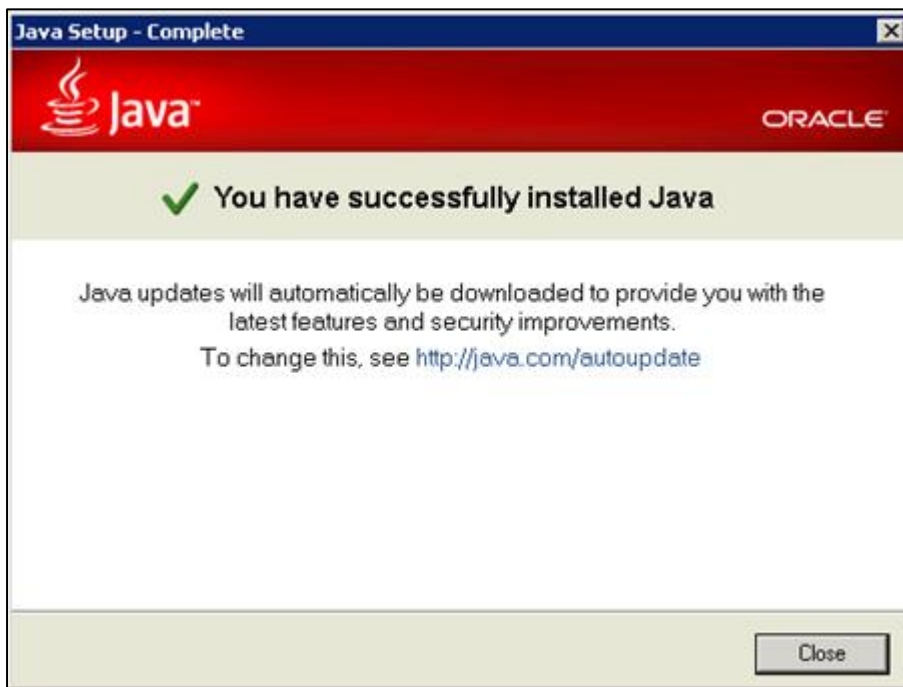 Java Setup - Complete
Java™
ORACLE
You have successfully installed Java
Java updates will automatically be downloaded to provide you with the
latest features and security improvements.
To change this, see http://java.com/autoupdate
Close